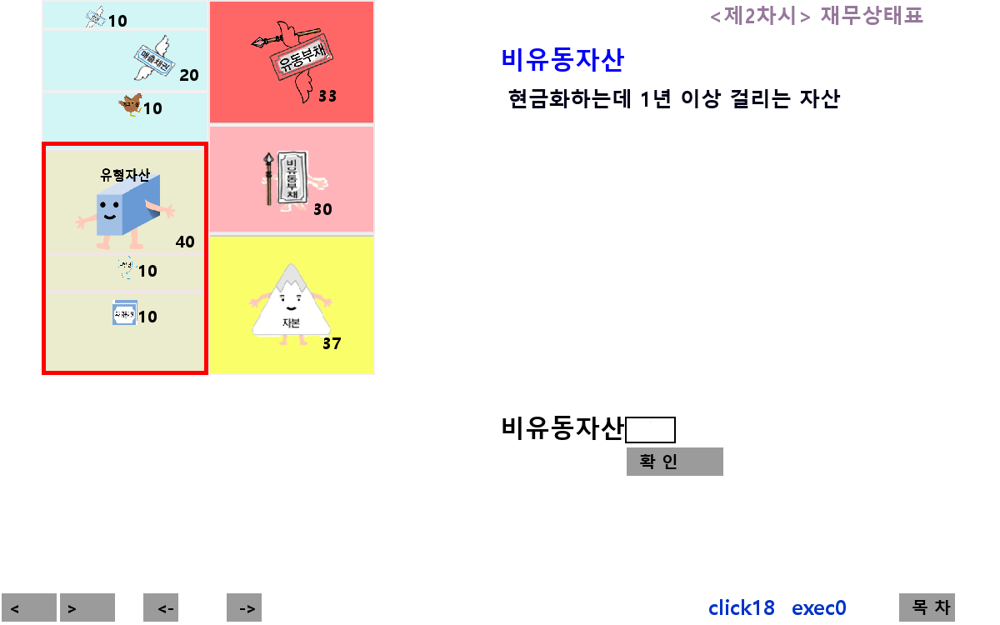 <제2차시> 재무상태표
비유동자산
현금화하는데 1년 이상 걸리는 자산
10
매출채권
20
10
유형자산
40
10
10
유동부채
33
비유동부채
30
자본
37
비유동자산
확 인
<
>
<-
->
click18 exec0
목 차